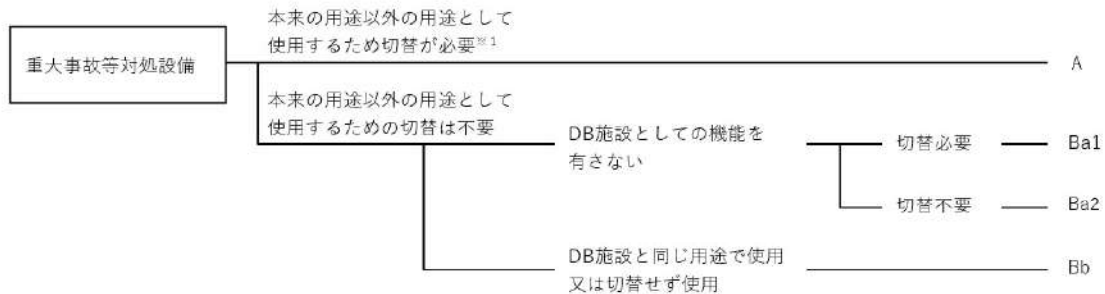 本来の用途以外の用途として
使用するため切替が必要※1
重大事故等対処設備
A
本来の用途以外の用途として
使用するための切替は不要
DB施設としての機能を
有さない
切替必要
Ba1
切替不要
Ba2
DB施設と同じ用途で使用
又は切替せず使用
Bb